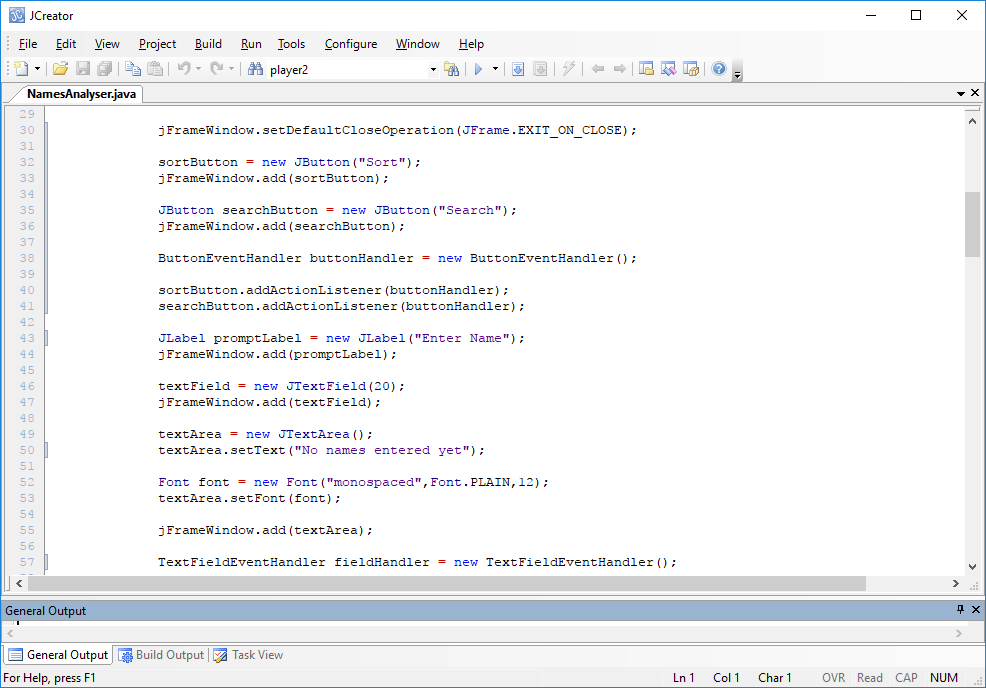 JCreator
File Edit View Project Build Run Tools Configure Window Help
player2
NamesAnalyser.java
29
30 jFrameWindow.setDefaultCloseOperation(JFrame.EXIT_ON_CLOSE);
31
32 sortButton = new JButton("Sort");
33 jFrameWindow.add(sortButton);
34
35 JButton searchButton = new JButton("Search");
36 jFrameWindow.add(searchButton);
37
38 ButtonEventHandler buttonHandler = new ButtonEventHandler();
39
40 sortButton.addActionListener(buttonHandler);
41 searchButton.addActionListener(buttonHandler);
42
43 JLabel promptLabel = new JLabel("Enter Name");
44 jFrameWindow.add(promptLabel);
45
46 textField = new JTextField(20);
47 jFrameWindow.add(textField);
48
49 textArea = new JTextArea();
50 textArea.setText("No names entered yet");
51
52 Font font = new Font("monospaced",Font.PLAIN,12);
53 textArea.setFont(font);
54
55 jFrameWindow.add(textArea);
56
57 TextFieldEventHandler fieldHandler = new TextFieldEventHandler();
General Output
General Output Build Output Task View
For Help, press F1 Ln 1 Col 1 Char 1 OVR Read CAP NUM